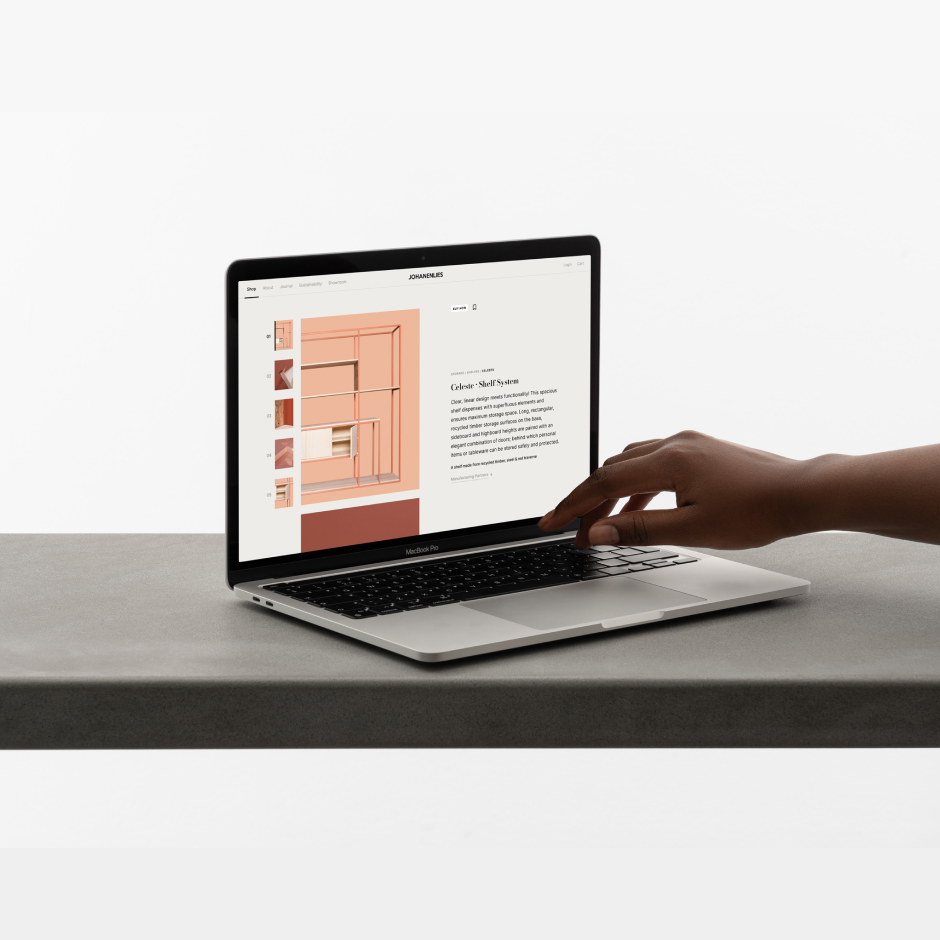 JOHANENLIES
Shop About Journal Sustainability Showroom
Login Cart
BUY NOW
01
02
03
04
05
CELESTE
Celeste · Shelf System
Clear, linear design meets functionality! This spacious
shelf dispenses with superfluous elements and
ensures maximum storage space. Long, rectangular,
recycled timber storage surfaces on the base,
sideboard and highboard heights are paired with an
elegant combination of doors; behind which personal
items or tableware can be stored safely and protected.
A shelf made from recycled timber, steel & oak
Manufacturing Partners
MacBook Pro